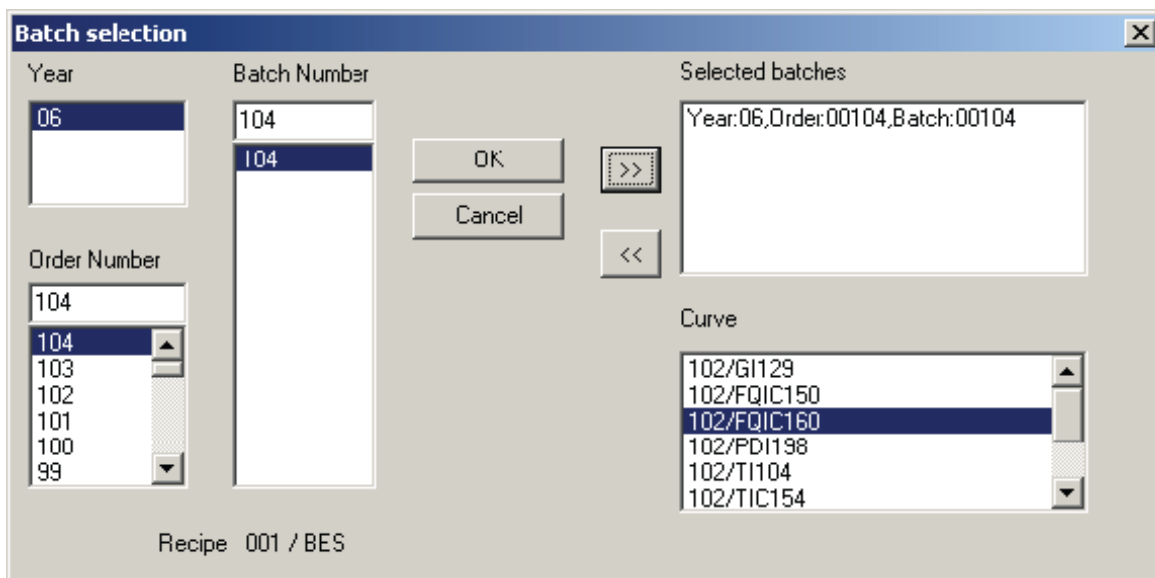 Batch selection
Year
06
Batch Number
104
104
OK
Cancel
>>
<<
Selected batches
Year:06,Order:00104,Batch:00104
Order Number
104
104
103
102
101
100
99
Curve
102/GI129
102/FQIC150
102/FQIC160
102/PDI198
102/TI104
102/TIC154
Recipe 001 / BES